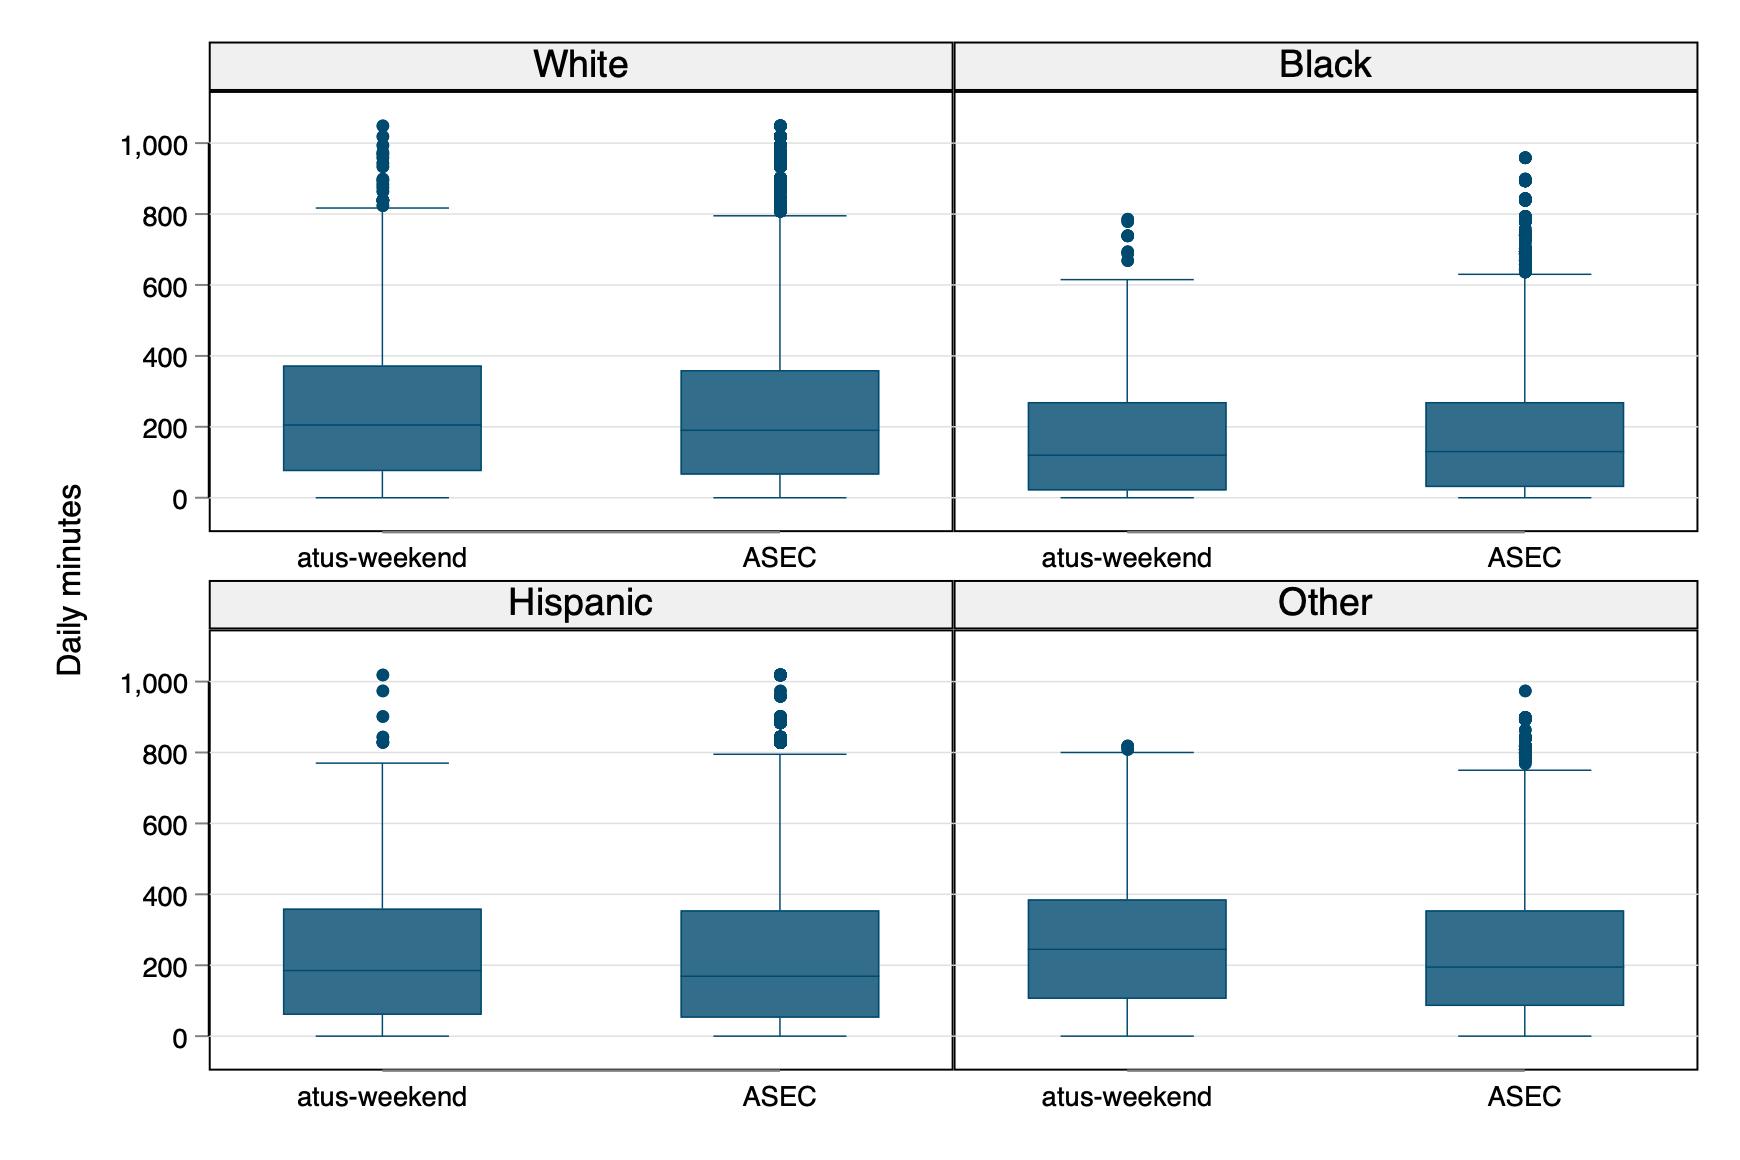 White
Black
1,000
800
600
400
200
0
atus-weekend
ASEC
atus-weekend
ASEC
Daily minutes
Hispanic
Other
1,000
800
600
400
200
0
atus-weekend
ASEC
atus-weekend
ASEC